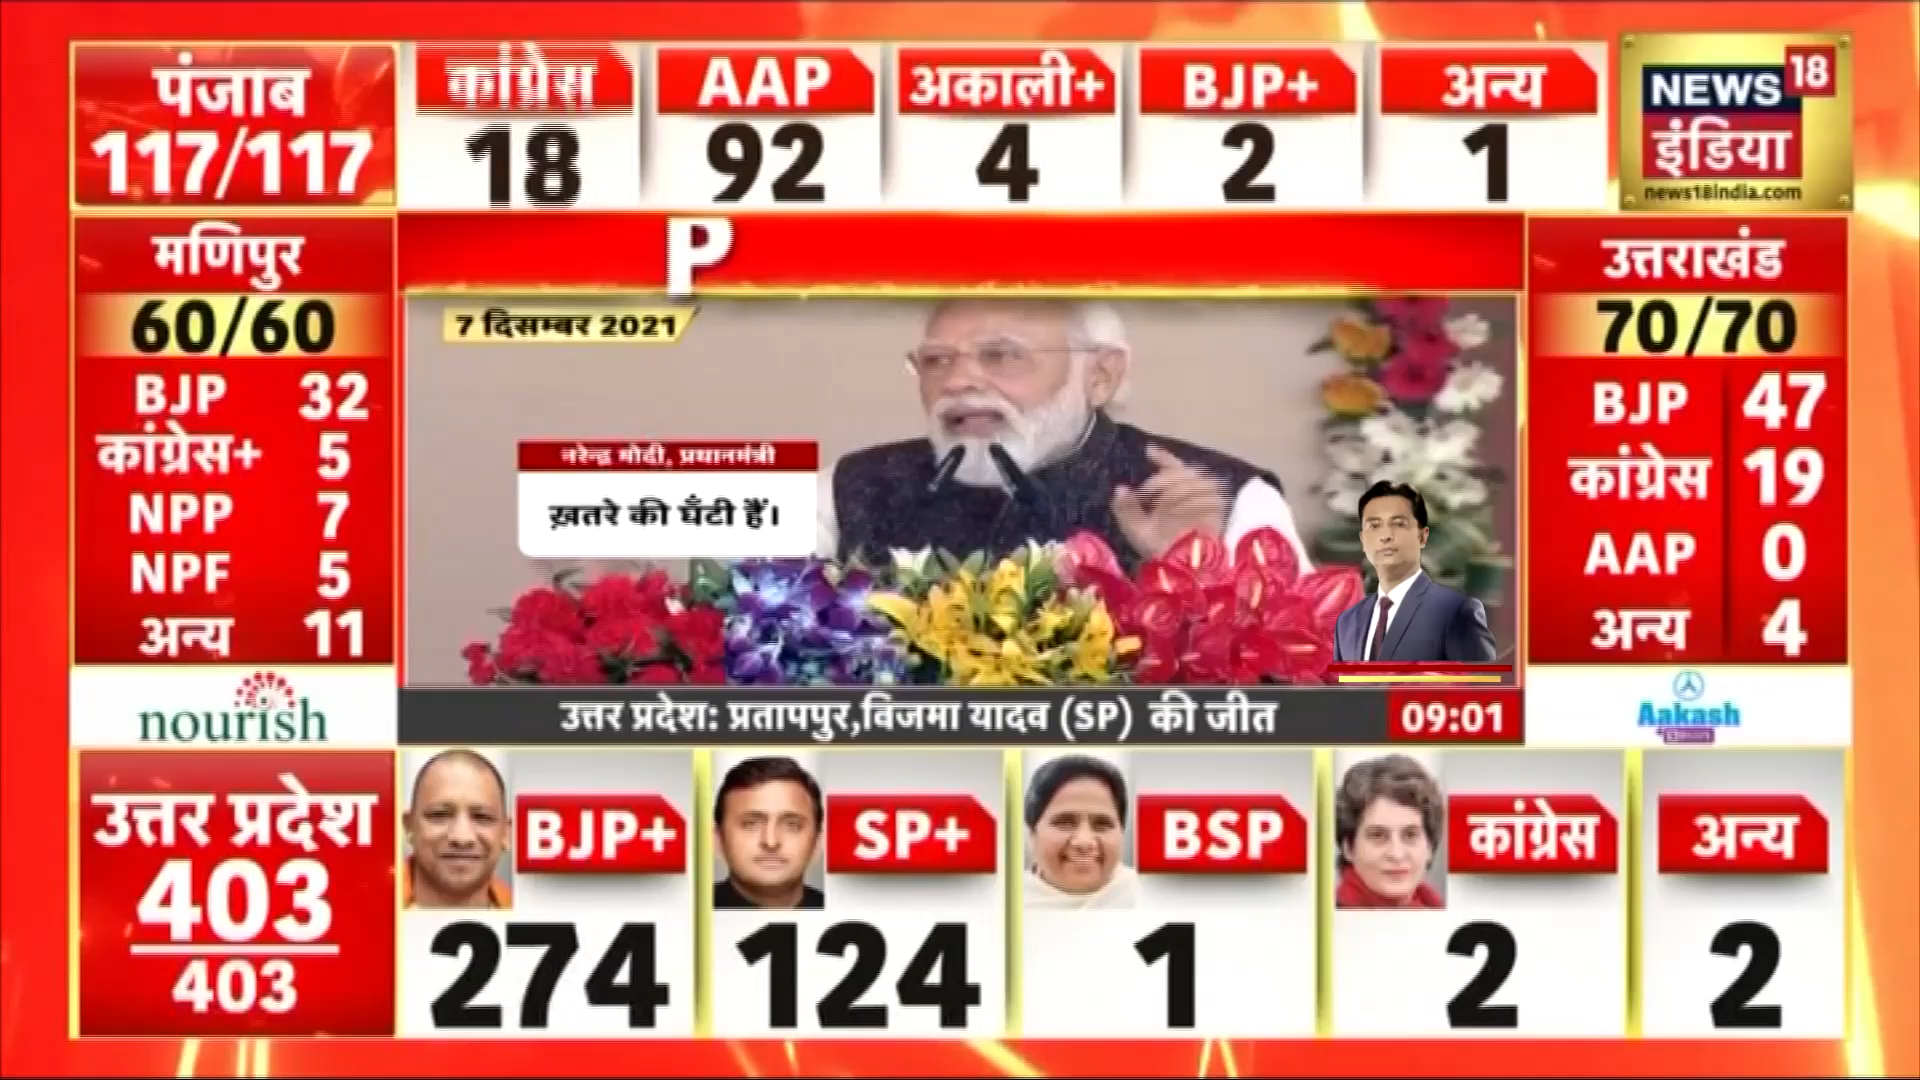 पंजाब
117/117
कांग्रेस
18
AAP
92
अकाली+
4
BJP+
2
अन्य
1
NEWS 18
इंडिया
news18india.com
मणिपुर
60/60
BJP 32
कांग्रेस+ 5
NPP 7
NPF 5
अन्य 11
P
7 दिसम्बर 2021
नरेन्द्र मोदी, प्रधानमंत्री
ख़तरे की घँटी हैं।
उत्तराखंड
70/70
BJP 47
कांग्रेस 19
AAP 0
अन्य 4
nourish
उत्तर प्रदेश: प्रतापपुर,विजमा यादव (SP) की जीत
09:01
Aakash
उत्तर प्रदेश
403
403
BJP+
274
SP+
124
BSP
1
कांग्रेस
2
अन्य
2